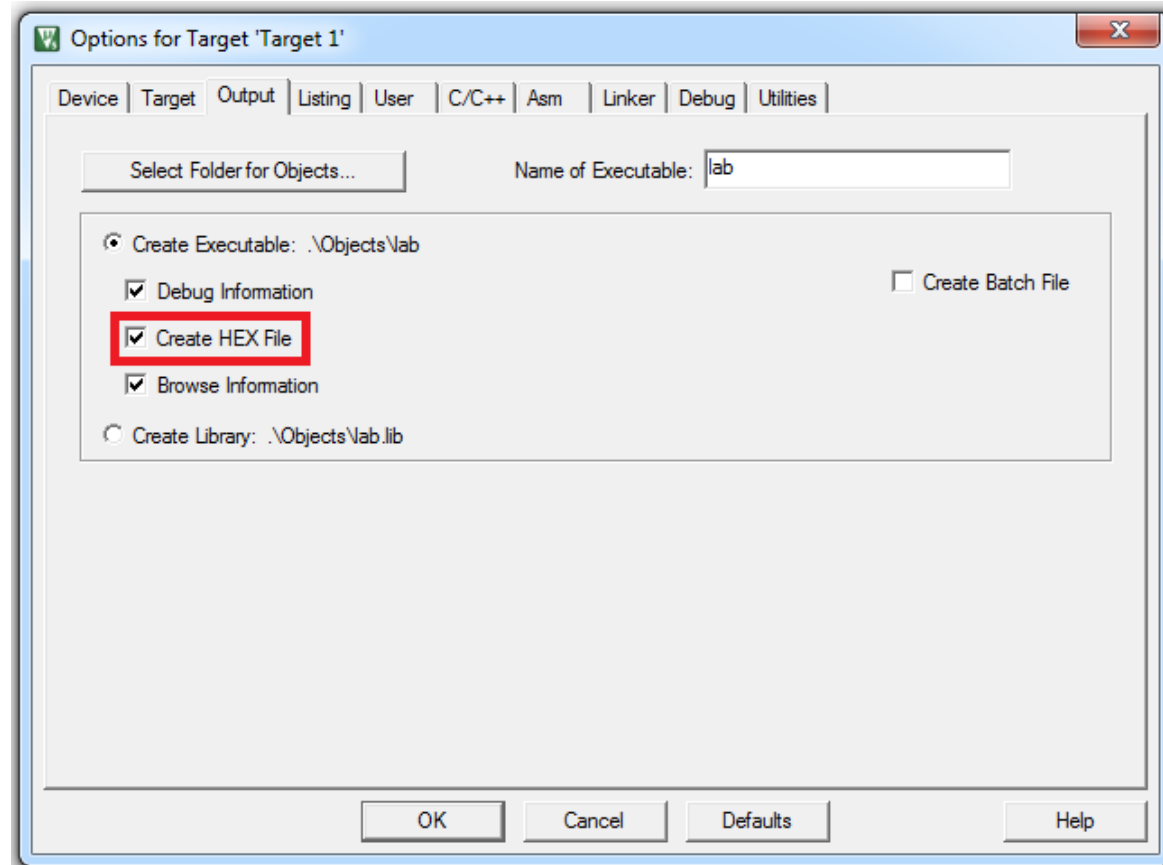 Options for Target 'Target 1'
Device Target Output Listing User C/C++ Asm Linker Debug Utilities
Select Folder for Objects... Name of Executable: lab
Create Executable: .\Objects\lab
Debug Information
Create Batch File
Create HEX File
Browse Information
Create Library: .\Objects\lab.lib
OK Cancel Defaults Help